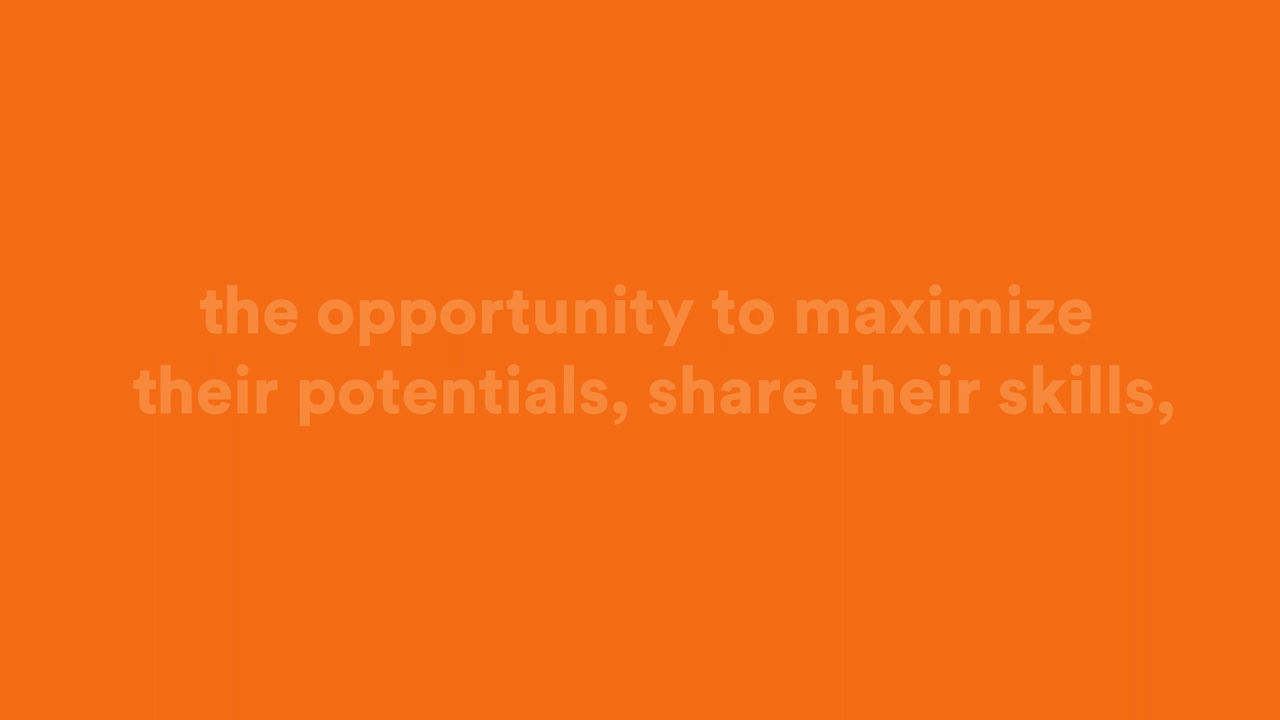 the opportunity to maximize
their potentials, share their skills,